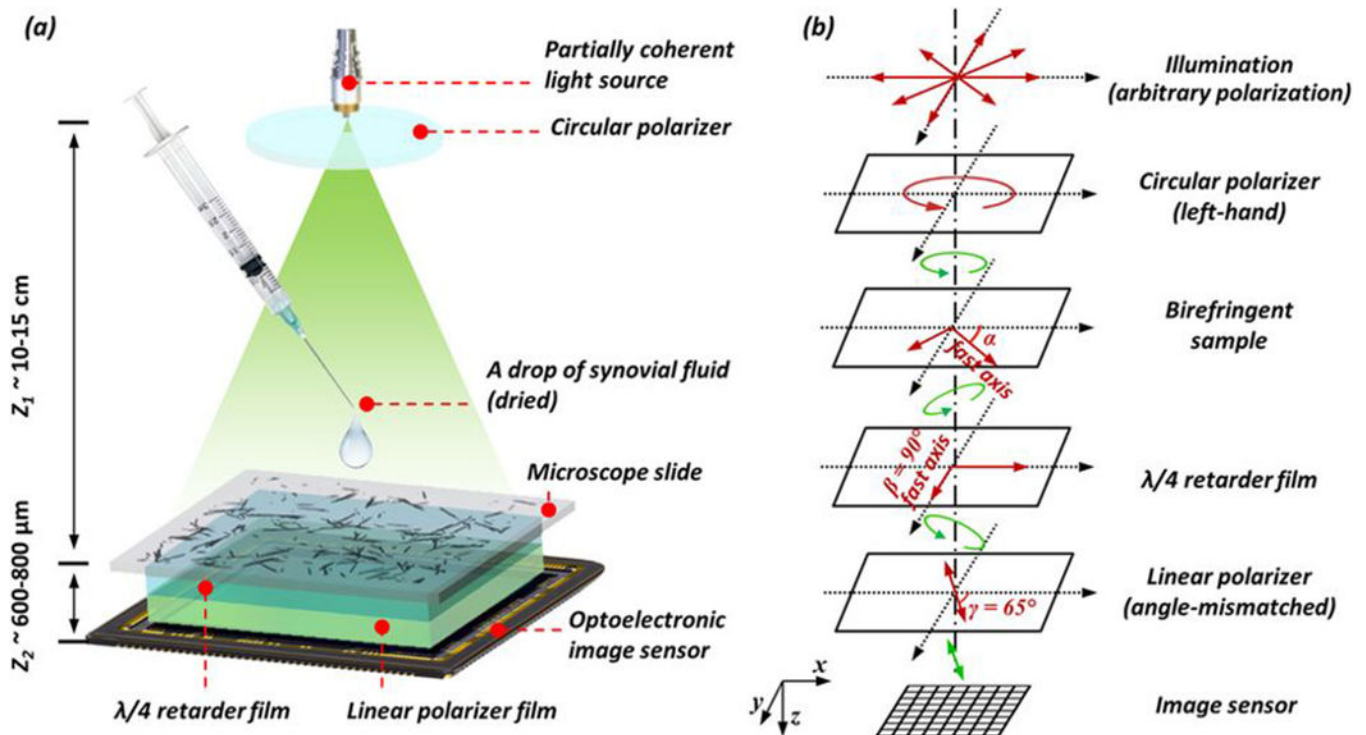 (a)
Partially coherent
light source
Circular polarizer
Z1 ~ 10-15 cm
A drop of synovial fluid
(dried)
Microscope slide
Z2 ~ 600-800 μm
Optoelectronic
image sensor
λ/4 retarder film
Linear polarizer film
(b)
Illumination
(arbitrary polarization)
Circular polarizer
(left-hand)
Birefringent
sample
α
fast axis
β = 90°
fast axis
λ/4 retarder film
Linear polarizer
(angle-mismatched)
γ = 65°
x
y
z
Image sensor